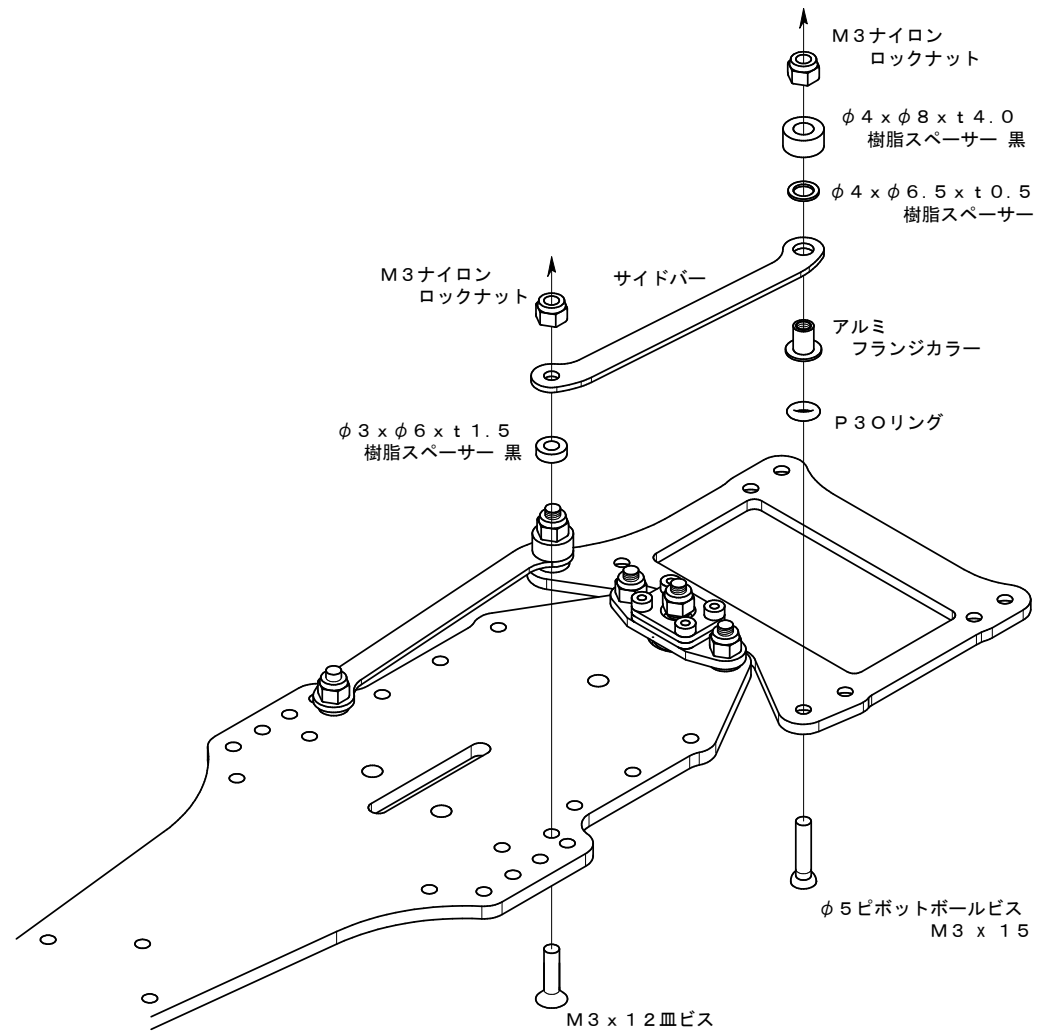 M3ナイロン
ロックナット
φ4xφ8xt4.0
樹脂スペーサー 黒
φ4xφ6.5xt0.5
樹脂スペーサー
サイドバー
M3ナイロン
ロックナット
アルミ
フランジカラー
P3Oリング
φ3xφ6xt1.5
樹脂スペーサー 黒
φ5ピボットボールビス
M3 x 15
M3x12皿ビス